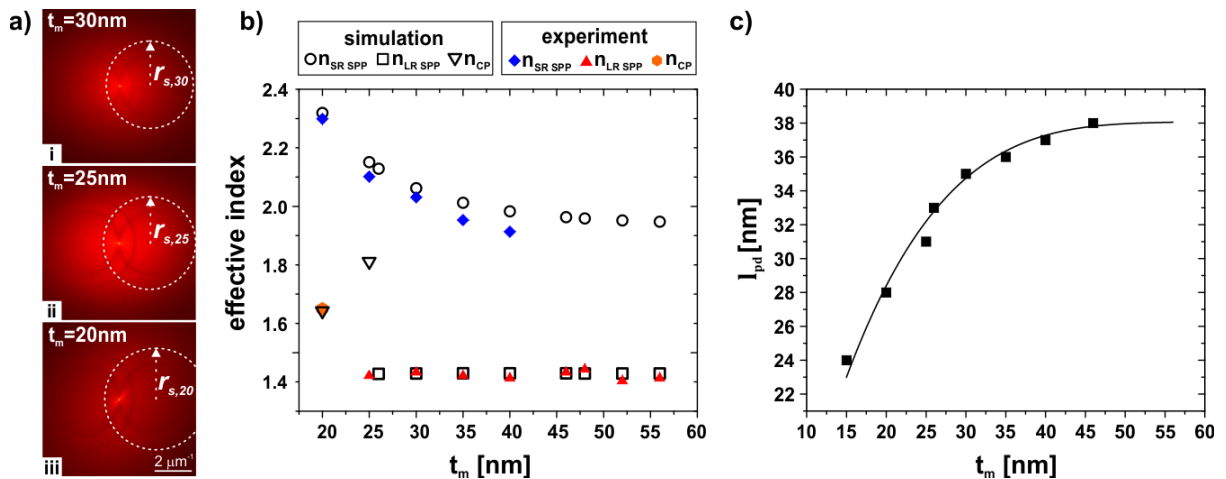 a)
tm=30nm
rs,30
i
tm=25nm
rs,25
ii
tm=20nm
rs,20
iii
2 μm-1
b)
simulation
nSR SPP nLR SPP nCP
experiment
nSR SPP nLR SPP nCP
2.4
2.2
2.0
1.8
1.6
1.4
effective index
20 25 30 35 40 45 50 55 60
tm [nm]
c)
40
38
36
34
32
30
28
26
24
22
lpd [nm]
10 15 20 25 30 35 40 45 50 55 60
tm [nm]